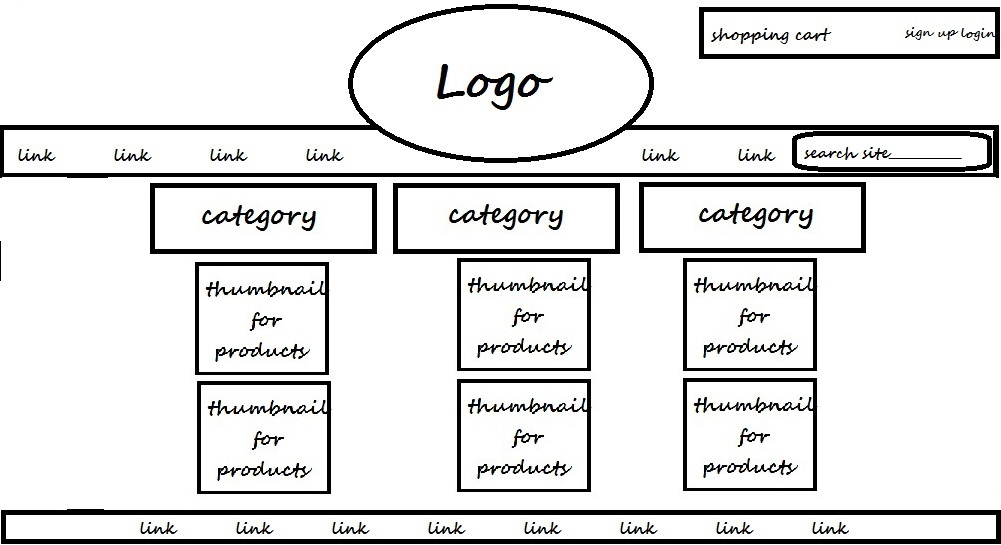 shopping cart sign up login
Logo
link link link link link link search site
category category category
thumbnail for products thumbnail for products thumbnail for products
thumbnail for products thumbnail for products thumbnail for products
link link link link link link link link